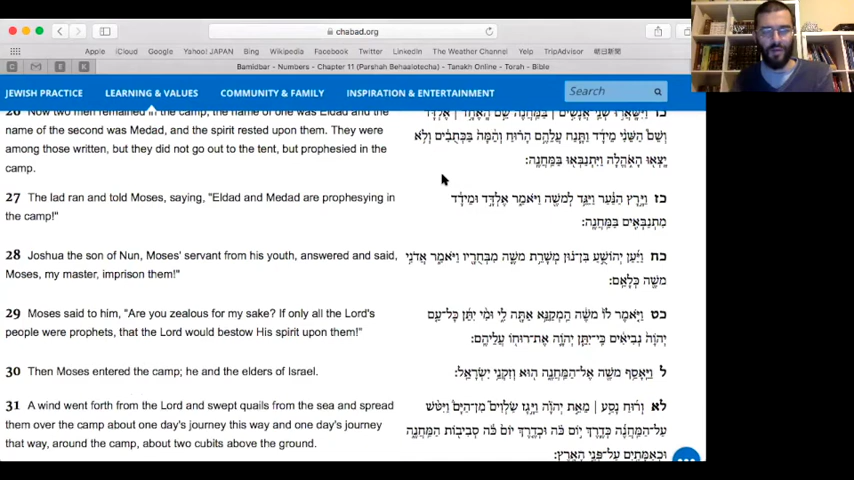 chabad.org
Apple iCloud Google Yahoo! JAPAN Bing Wikipedia Facebook Twitter LinkedIn The Weather Channel Yelp TripAdvisor 朝日新聞
C E K Bamidbar - Numbers - Chapter 11 (Parshah Behaalotecha) - Tanakh Online - Torah - Bible
JEWISH PRACTICE LEARNING & VALUES COMMUNITY & FAMILY INSPIRATION & ENTERTAINMENT Search
26 Now two men remained in the camp; the name of one was Eldad and the
name of the second was Medad, and the spirit rested upon them. They were
among those written, but they did not go out to the tent, but prophesied in the
camp.
כו וַיִּשָּׁאֲר֣וּ שְׁנֵֽי־אֲנָשִׁ֣ים | בַּֽמַּחֲנֶ֡ה שֵׁ֣ם הָֽאֶחָ֣ד | אֶלְדָּ֡ד
וְשֵׁם֩ הַשֵּׁנִ֨י מֵידָ֜ד וַתָּ֧נַח עֲלֵהֶ֣ם הָר֗וּחַ וְהֵ֨מָּה֙ בַּכְּתֻבִ֔ים וְלֹ֥א
יָֽצְא֖וּ הָאֹ֑הֱלָה וַיִּֽתְנַבְּא֖וּ בַּֽמַּחֲנֶֽה:
27 The lad ran and told Moses, saying, "Eldad and Medad are prophesying in
the camp!"
כז וַיָּ֣רָץ הַנַּ֔עַר וַיַּגֵּ֥ד לְמשֶׁ֖ה וַיֹּאמַ֑ר אֶלְדָּ֣ד וּמֵידָ֔ד
מִתְנַבְּאִ֖ים בַּֽמַּחֲנֶֽה:
28 Joshua the son of Nun, Moses' servant from his youth, answered and said,
Moses, my master, imprison them!"
כח וַיַּ֜עַן יְהוֹשֻׁ֣עַ בִּן־נ֗וּן מְשָׁרֵ֥ת משֶׁ֛ה מִבְּחֻרָ֖יו וַיֹּאמַ֑ר אֲדֹנִ֥י
משֶׁ֖ה כְּלָאֵֽם:
29 Moses said to him, "Are you zealous for my sake? If only all the Lord's
people were prophets, that the Lord would bestow His spirit upon them!"
כט וַיֹּ֤אמֶר לוֹ֙ משֶׁ֔ה הַֽמְקַנֵּ֥א אַתָּ֖ה לִ֑י וּמִ֨י יִתֵּ֜ן כָּל־עַ֤ם
יְהֹוָה֙ נְבִיאִ֔ים כִּֽי־יִתֵּ֧ן יְהֹוָ֛ה אֶת־רוּח֖וֹ עֲלֵיהֶֽם:
30 Then Moses entered the camp; he and the elders of Israel.
ל וַיֵּֽאָסֵ֥ף משֶׁ֖ה אֶל־הַֽמַּחֲנֶ֑ה ה֖וּא וְזִקְנֵ֥י יִשְׂרָאֵֽל:
31 A wind went forth from the Lord and swept quails from the sea and spread
them over the camp about one day's journey this way and one day's journey
that way, around the camp, about two cubits above the ground.
לא וְר֜וּחַ נָסַ֣ע | מֵאֵ֣ת יְהֹוָ֗ה וַיָּ֣גָז שַׂלְוִים֘ מִן־הַיָּם֒ וַיִּטֹּ֨שׁ
עַל־הַֽמַּחֲנֶ֜ה כְּדֶ֧רֶךְ י֣וֹם כֹּ֗ה וּכְדֶ֤רֶךְ יוֹם֙ כֹּ֔ה סְבִיב֖וֹת הַֽמַּחֲנֶ֑ה
וּכְאַמָּתַ֖יִם עַל־פְּנֵ֥י הָאָֽרֶץ: